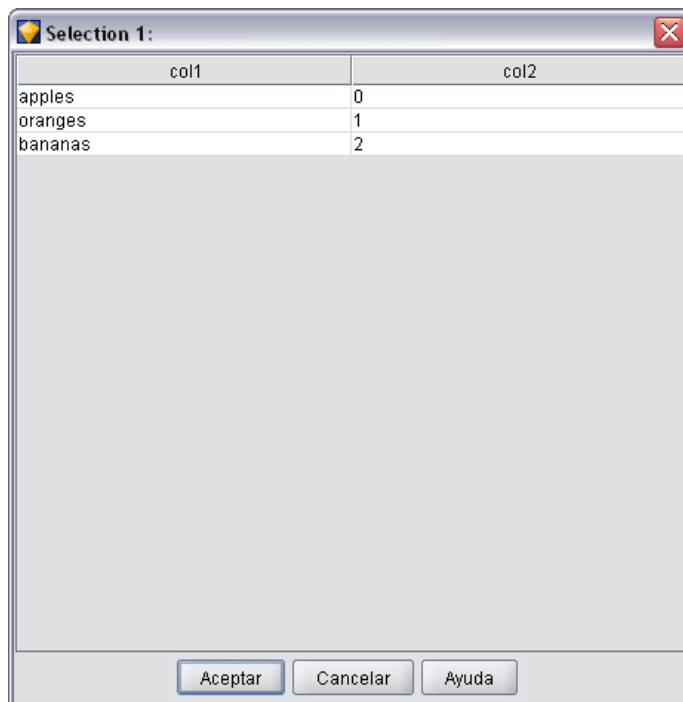 Selection 1:
col1 col2
apples 0
oranges 1
bananas 2
Aceptar Cancelar Ayuda